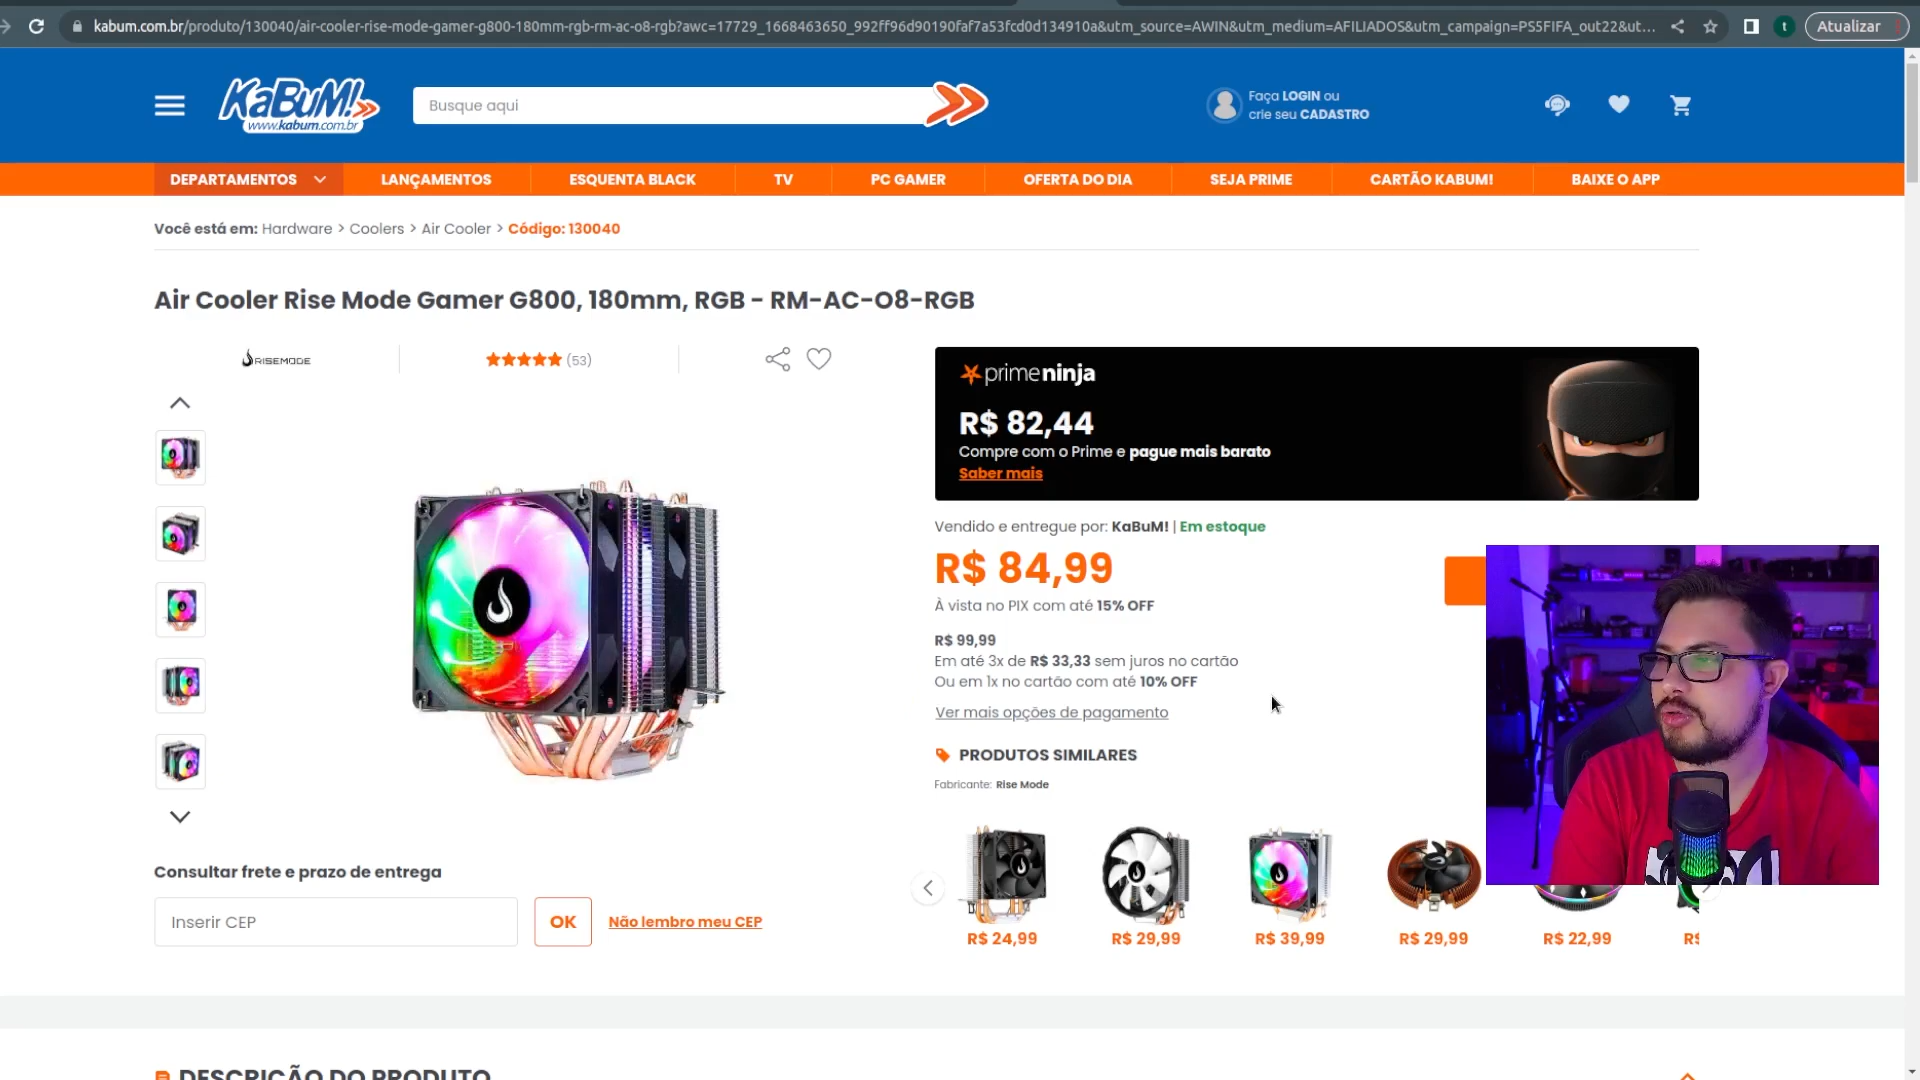 kabum.com.br/produto/130040/air-cooler-rise-mode-gamer-g800-180mm-rgb-rm-ac-o8-rgb?awc=17729_1668463650_992ff96d90190faf7a53fcd0d134910a&utm_source=AWIN&utm_medium=AFILIADOS&utm_campaign=PS5FIFA_out22&ut...
t
Atualizar
KaBuM!
www.kabum.com.br
Busque aqui
Faça LOGIN ou
crie seu CADASTRO
DEPARTAMENTOS
LANÇAMENTOS
ESQUENTA BLACK
TV
PC GAMER
OFERTA DO DIA
SEJA PRIME
CARTÃO KABUM!
BAIXE O APP
Você está em: Hardware > Coolers > Air Cooler > Código: 130040
Air Cooler Rise Mode Gamer G800, 180mm, RGB - RM-AC-O8-RGB
RISEMODE
(53)
primeninja
R$ 82,44
Compre com o Prime e pague mais barato
Saber mais
Vendido e entregue por: KaBuM! | Em estoque
R$ 84,99
À vista no PIX com até 15% OFF
R$ 99,99
Em até 3x de R$ 33,33 sem juros no cartão
Ou em 1x no cartão com até 10% OFF
Ver mais opções de pagamento
PRODUTOS SIMILARES
Fabricante: Rise Mode
R$ 24,99
R$ 29,99
R$ 39,99
R$ 29,99
R$ 22,99
R$
Consultar frete e prazo de entrega
Inserir CEP
OK
Não lembro meu CEP
DESCRIÇÃO DO PRODUTO